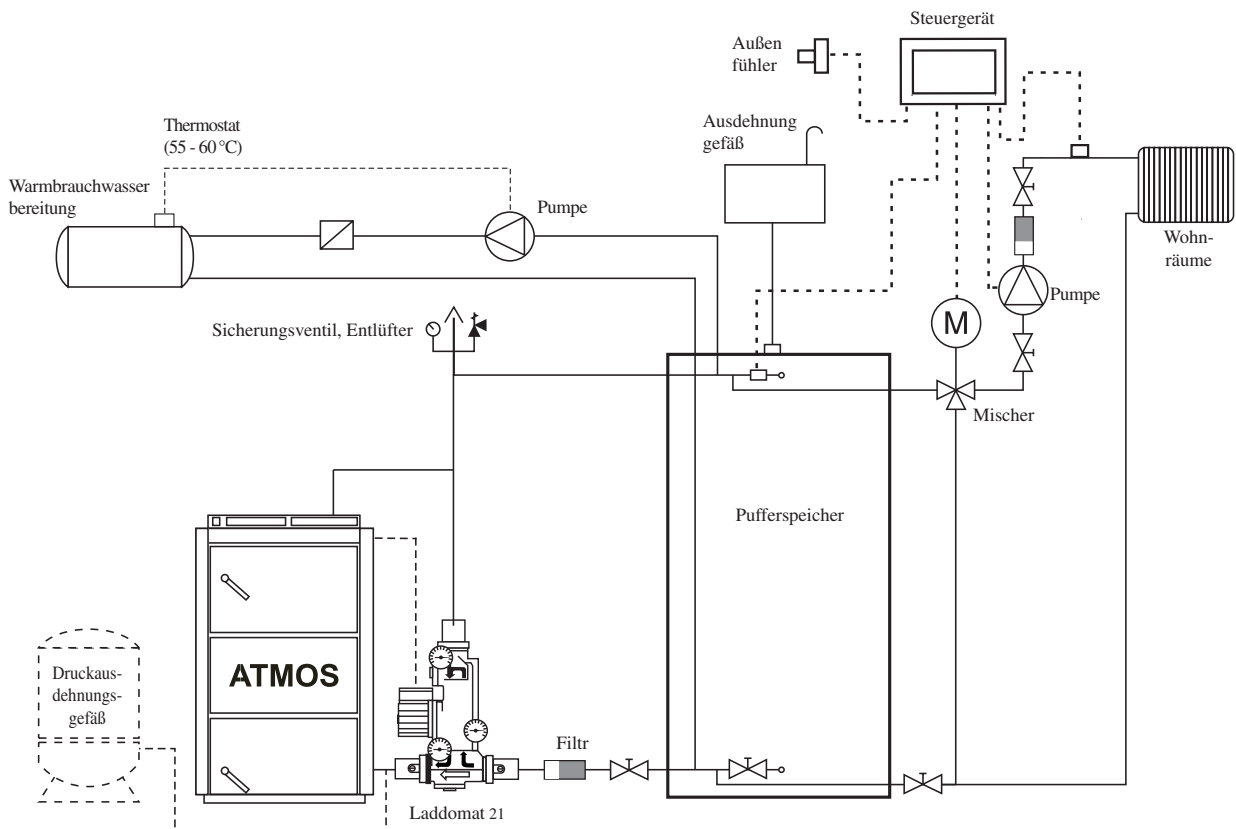 Steuergerät
Außen
fühler
Ausdehnung
gefäß
Thermostat
(55 - 60 °C)
Warmbrauchwasser
bereitung
Pumpe
Wohn-
räume
Pumpe
Sicherungsventil, Entlüfter
M
Mischer
Pufferspeicher
ATMOS
Druckaus-
dehnungs-
gefäß
Filtr
Laddomat 21